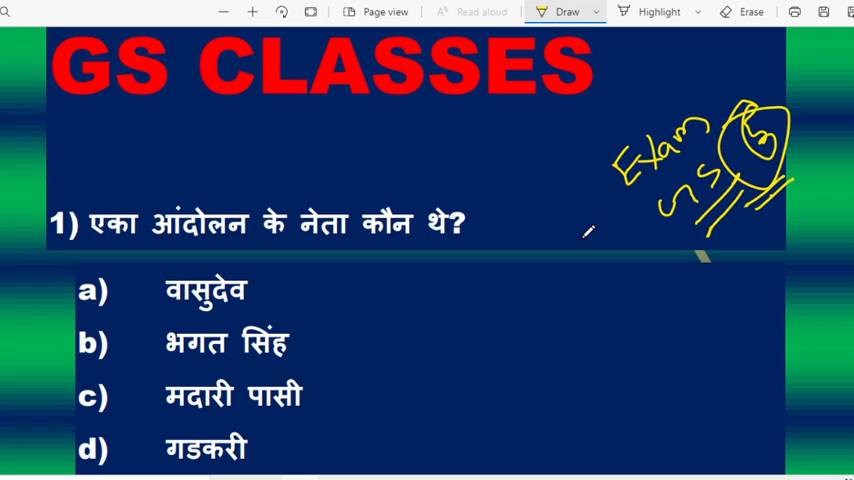 Page view
Read aloud
Draw
Highlight
Erase
GS CLASSES
Exam
1) एका आंदोलन के नेता कौन थे?
a) वासुदेव
b) भगत सिंह
c) मदारी पासी
d) गडकरी